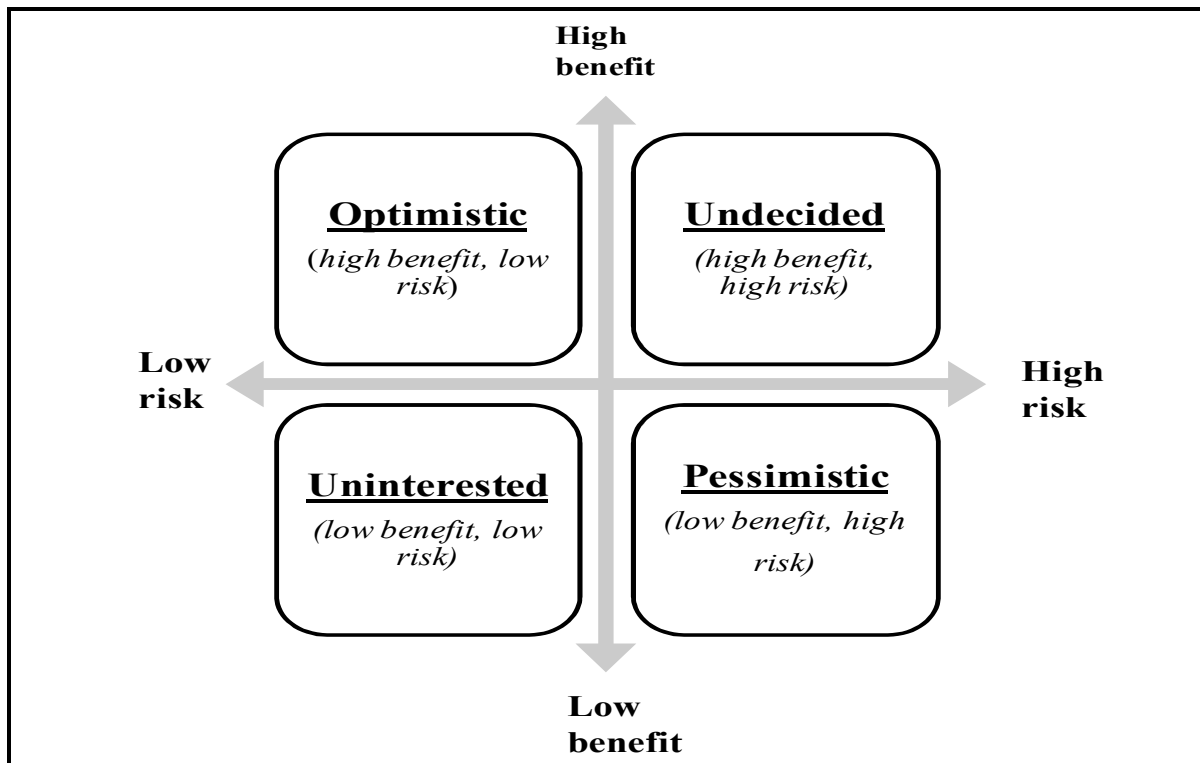 High
benefit
Optimistic
(high benefit, low
risk)
Undecided
(high benefit,
high risk)
Low
risk
High
risk
Uninterested
(low benefit, low
risk)
Pessimistic
(low benefit, high
risk)
Low
benefit